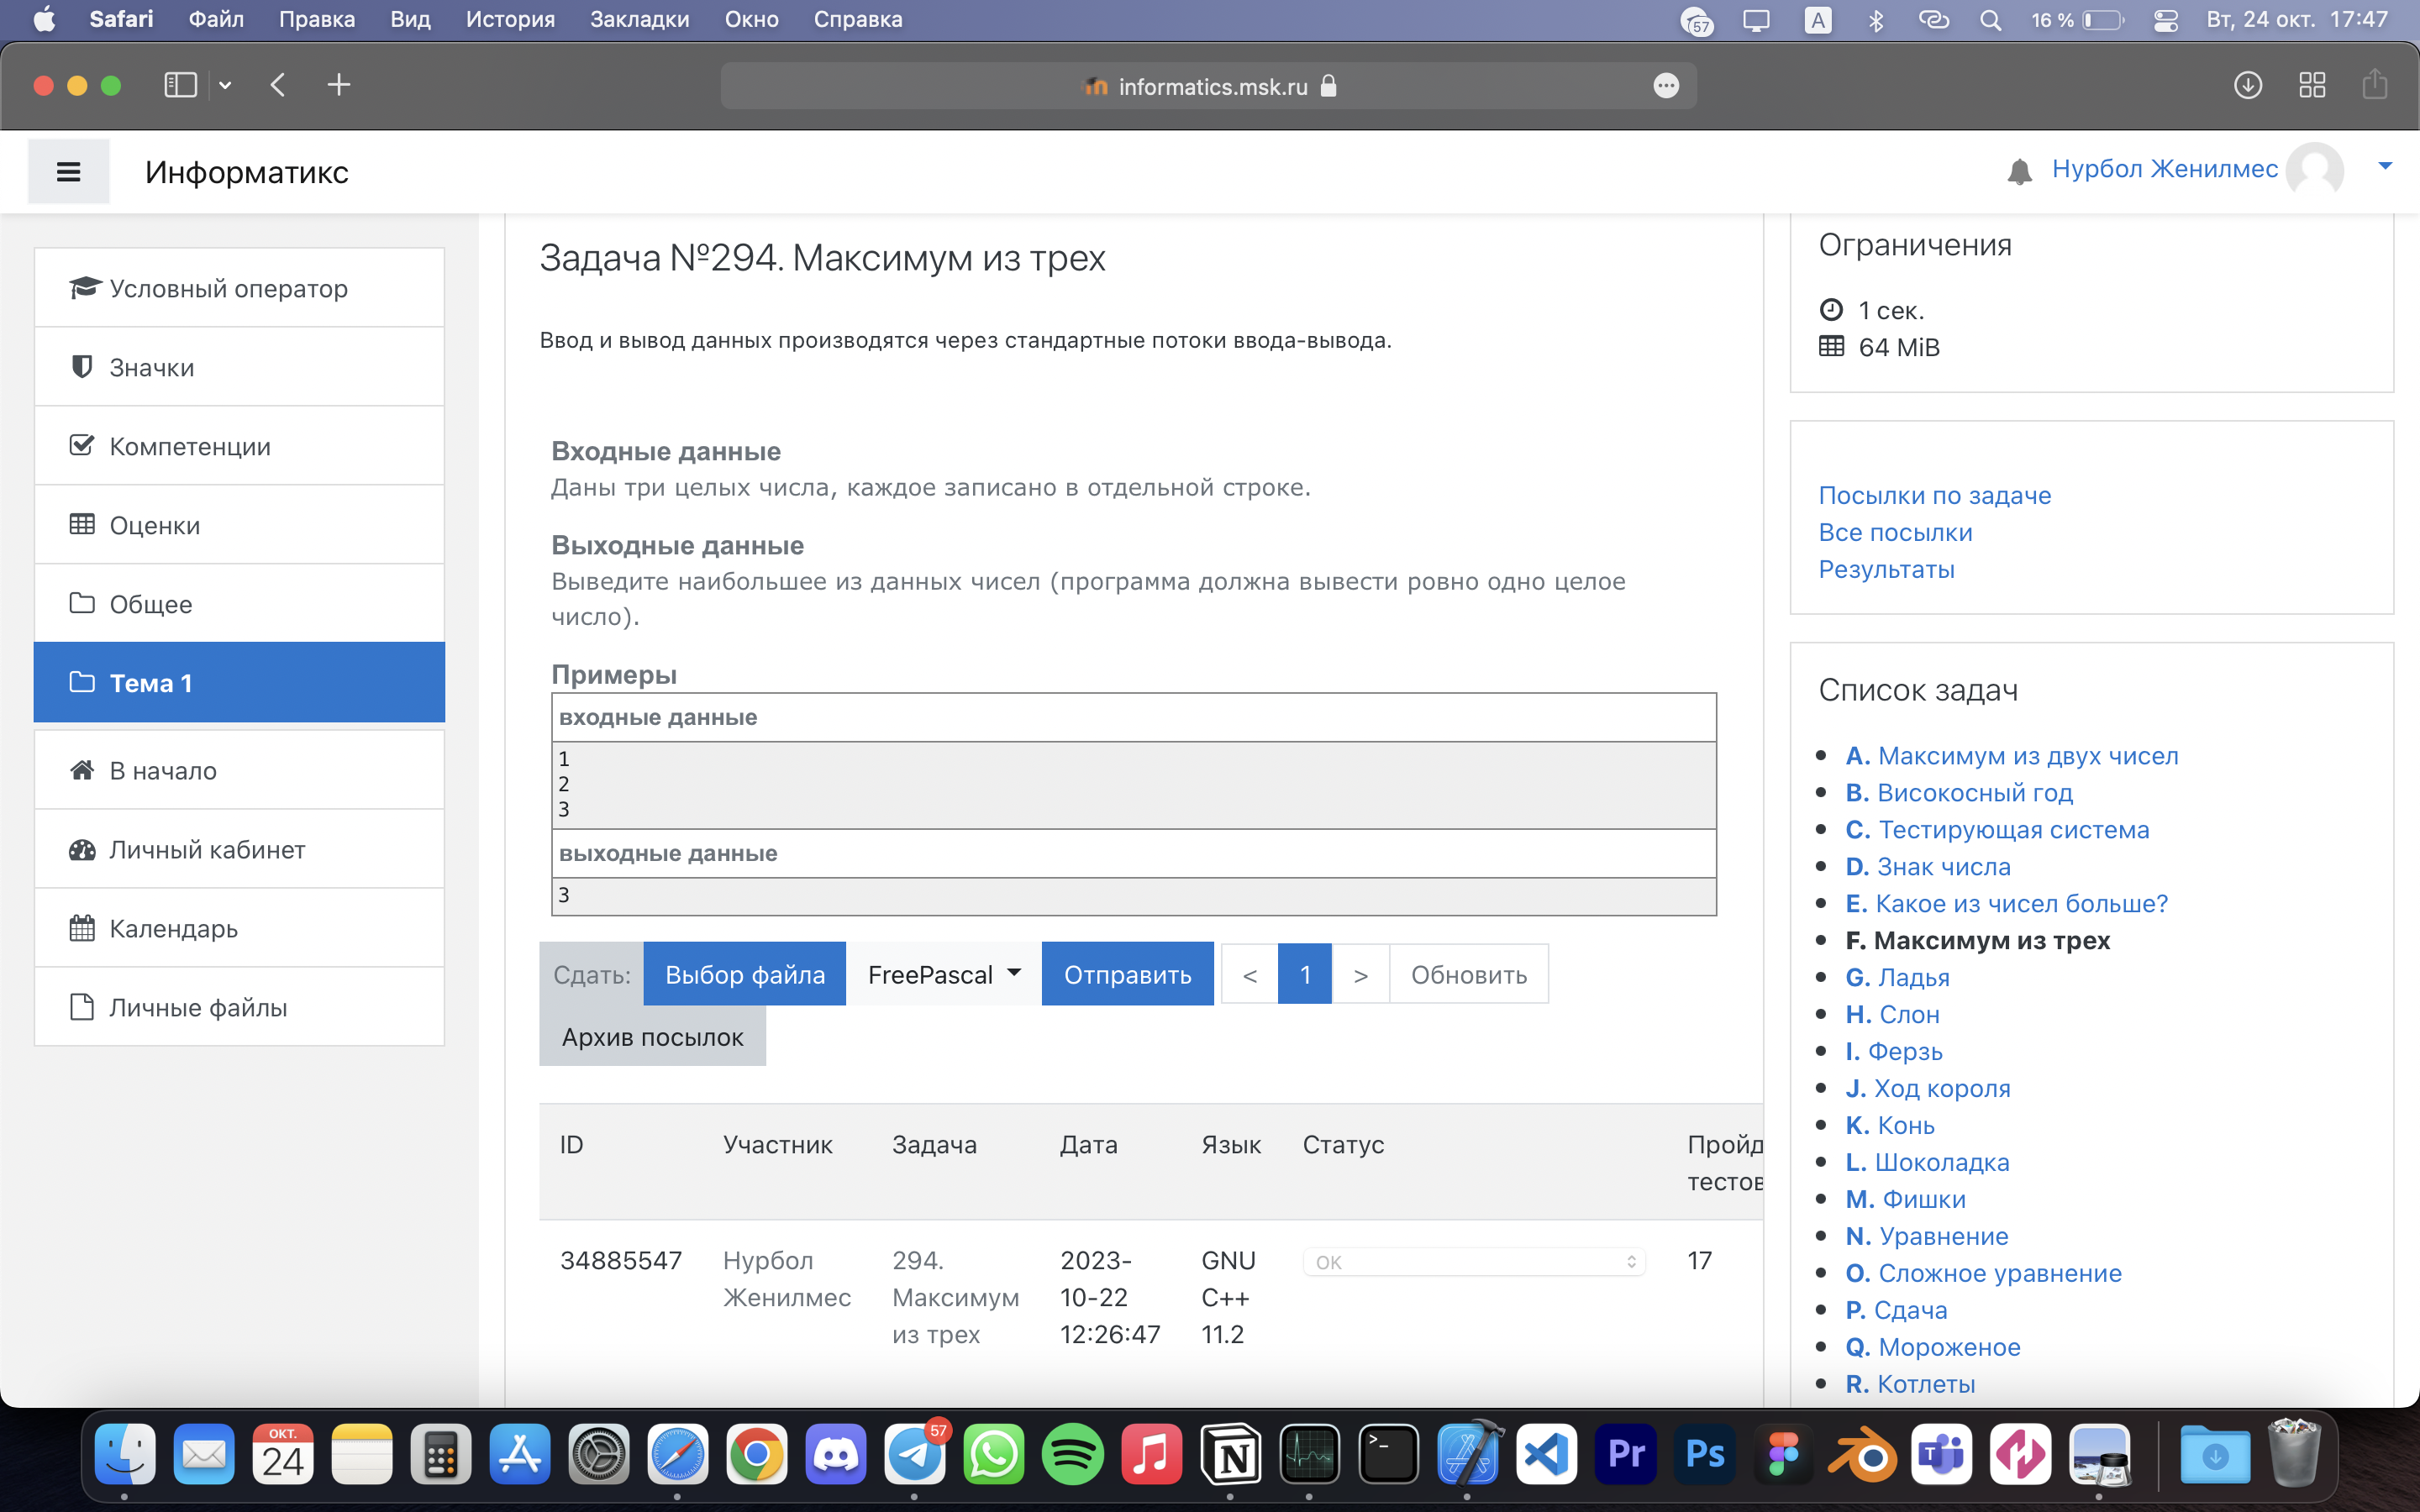 Safari Файл Правка Вид История Закладки Окно Справка
57 A 16 % Вт, 24 окт. 17:47
informatics.msk.ru
Информатикс
Нурбол Женилмес
Условный оператор
Значки
Компетенции
Оценки
Общее
Тема 1
В начало
Личный кабинет
Календарь
Личные файлы
Задача №294. Максимум из трех
Ввод и вывод данных производятся через стандартные потоки ввода-вывода.
Входные данные
Даны три целых числа, каждое записано в отдельной строке.
Выходные данные
Выведите наибольшее из данных чисел (программа должна вывести ровно одно целое
число).
Примеры
входные данные
1
2
3
выходные данные
3
Сдать: Выбор файла FreePascal Отправить < 1 > Обновить
Архив посылок
ID Участник Задача Дата Язык Статус Пройд
тестов
34885547 Нурбол 294. 2023- GNU OK 17
Женилмес Максимум 10-22 C++
из трех 12:26:47 11.2
Ограничения
1 сек.
64 MiB
Посылки по задаче
Все посылки
Результаты
Список задач
A. Максимум из двух чисел
B. Високосный год
C. Тестирующая система
D. Знак числа
E. Какое из чисел больше?
F. Максимум из трех
G. Ладья
H. Слон
I. Ферзь
J. Ход короля
K. Конь
L. Шоколадка
M. Фишки
N. Уравнение
O. Сложное уравнение
P. Сдача
Q. Мороженое
R. Котлеты
ОКТ.
24
57
Pr
Ps